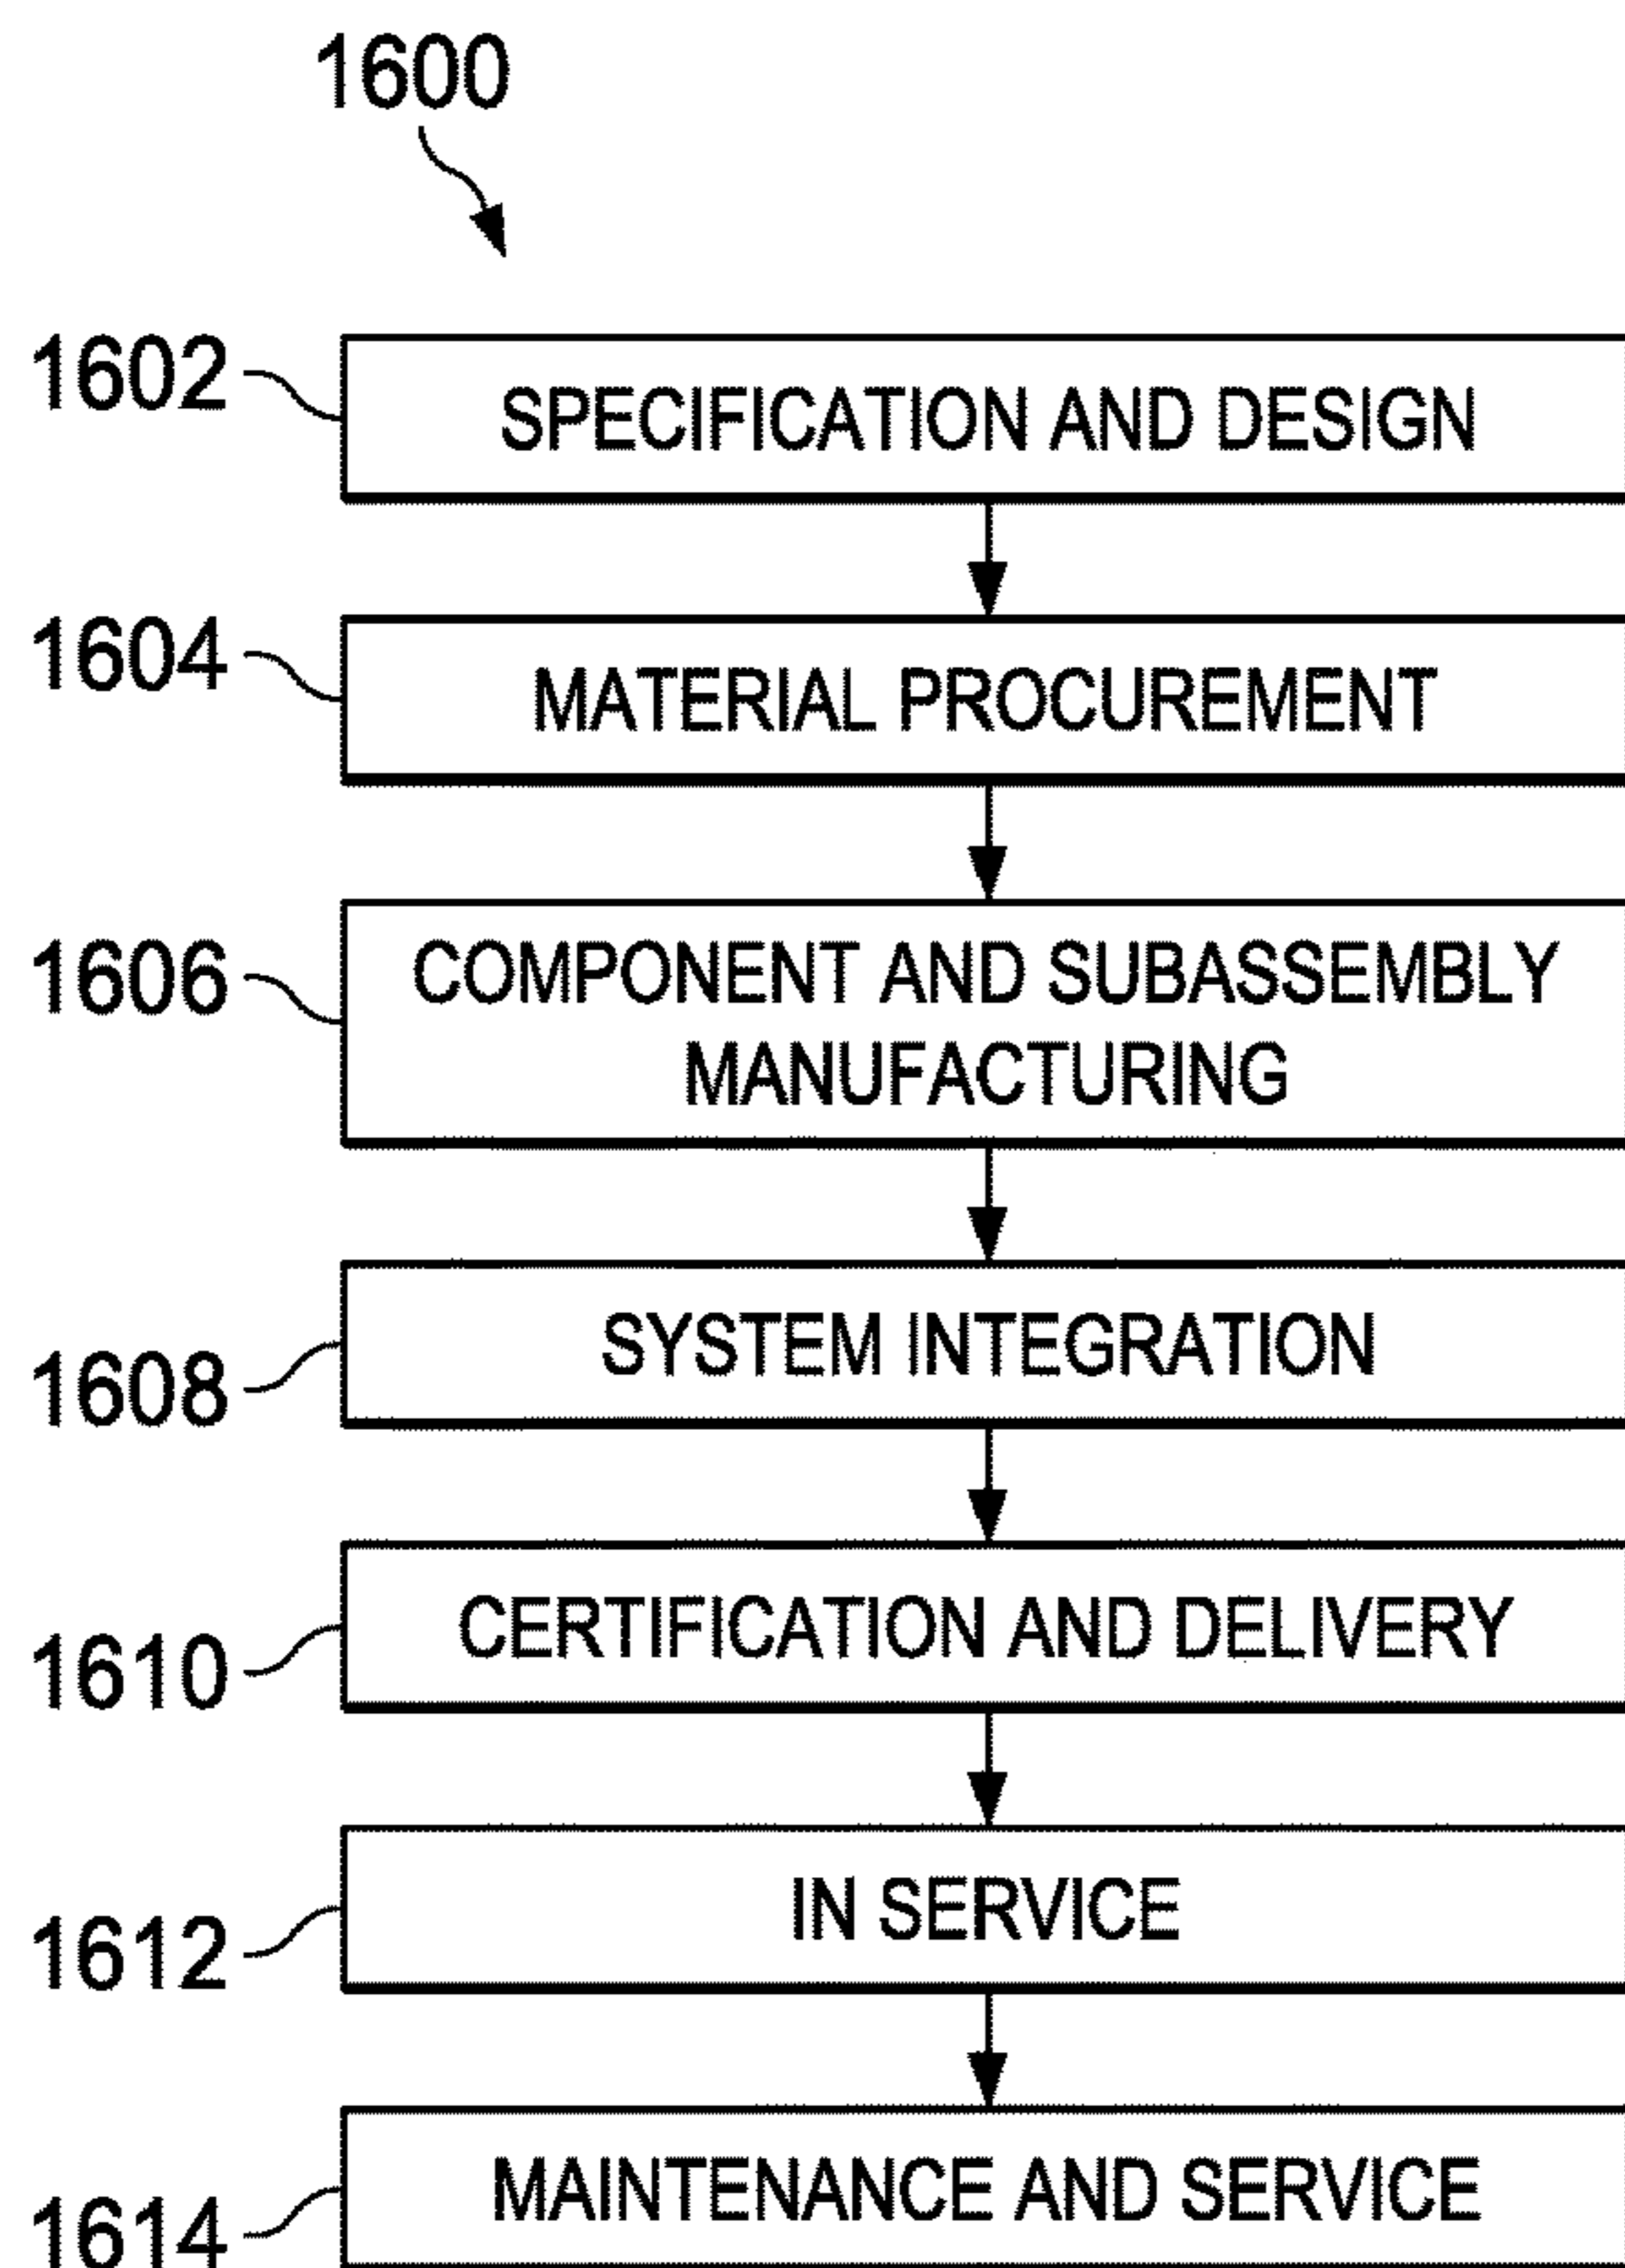 1600
1602
SPECIFICATION AND DESIGN
1604
MATERIAL PROCUREMENT
1606
COMPONENT AND SUBASSEMBLY
MANUFACTURING
1608
SYSTEM INTEGRATION
1610
CERTIFICATION AND DELIVERY
1612
IN SERVICE
1614
MAINTENANCE AND SERVICE